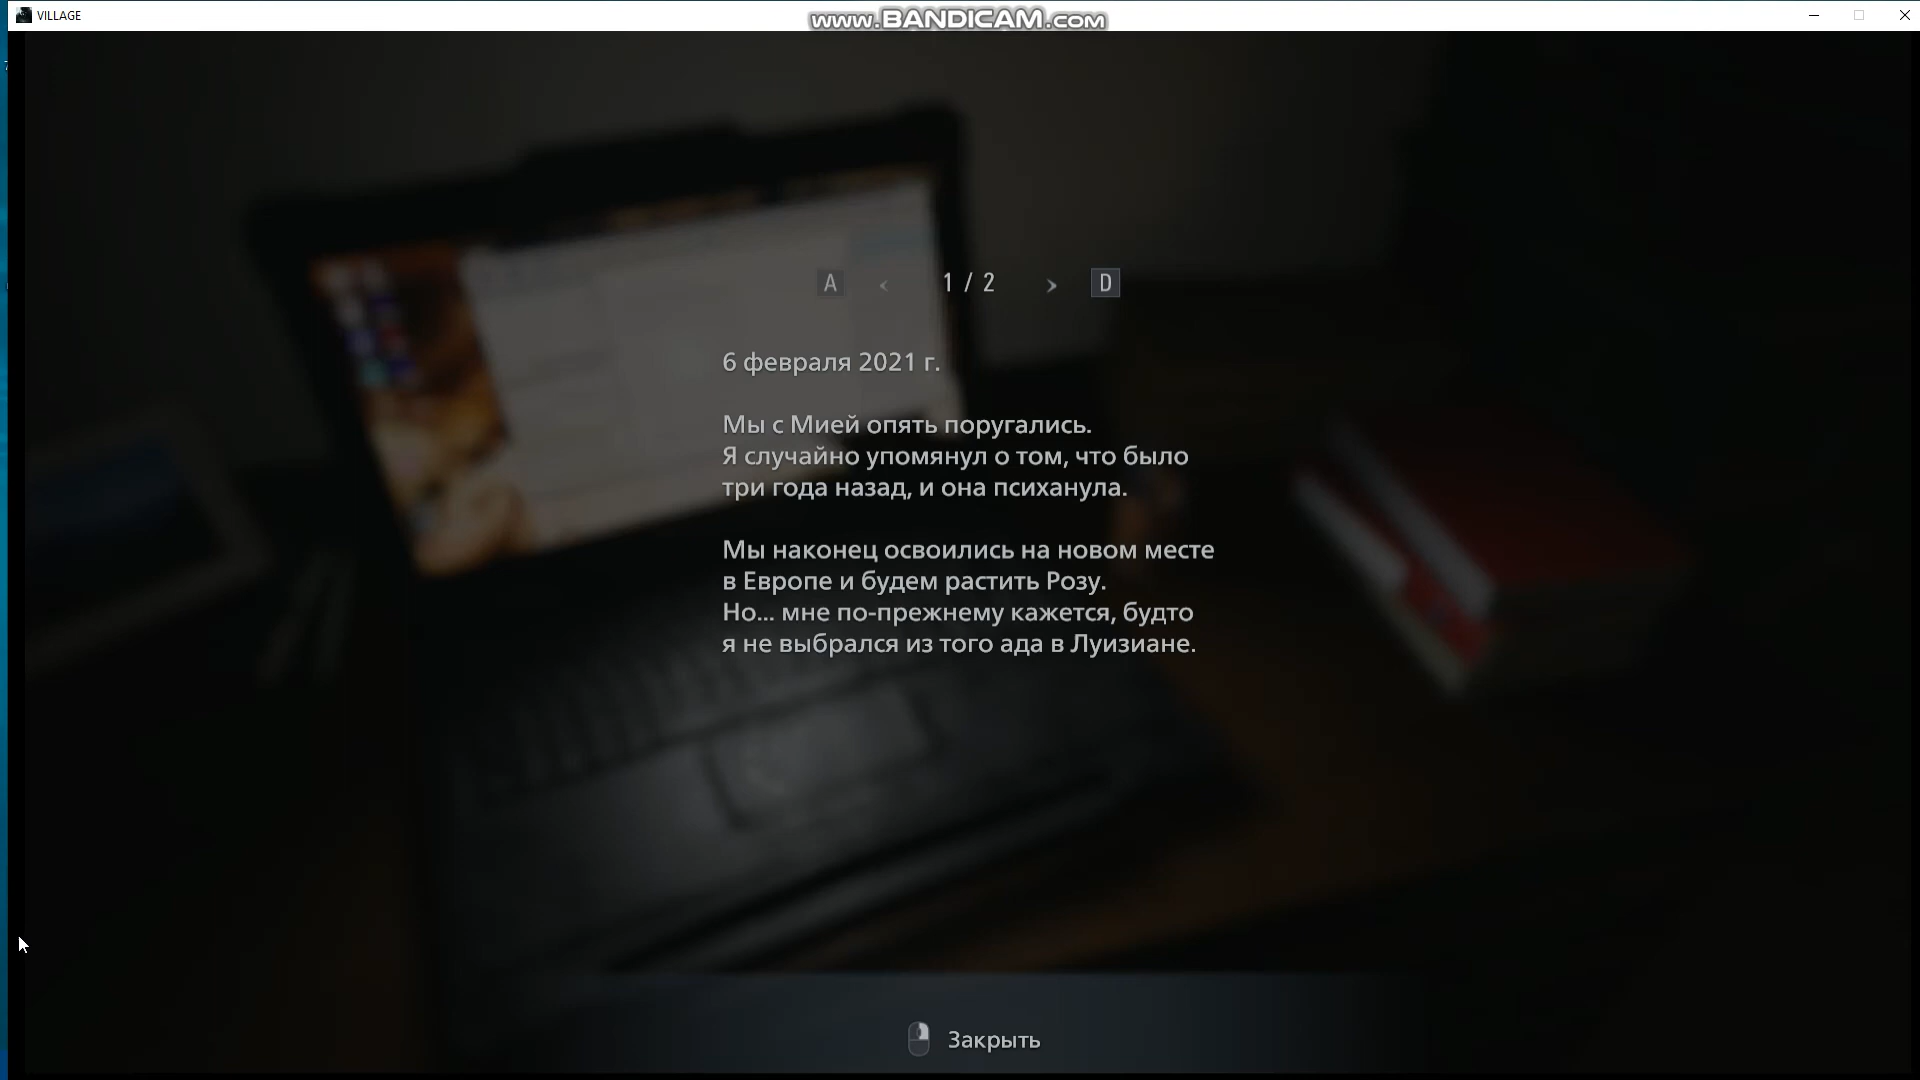 VILLAGE
www.BANDICAM.com
A < 1 / 2 > D
6 февраля 2021 г.
Мы с Мией опять поругались.
Я случайно упомянул о том, что было
три года назад, и она психанула.
Мы наконец освоились на новом месте
в Европе и будем растить Розу.
Но... мне по-прежнему кажется, будто
я не выбрался из того ада в Луизиане.
Закрыть